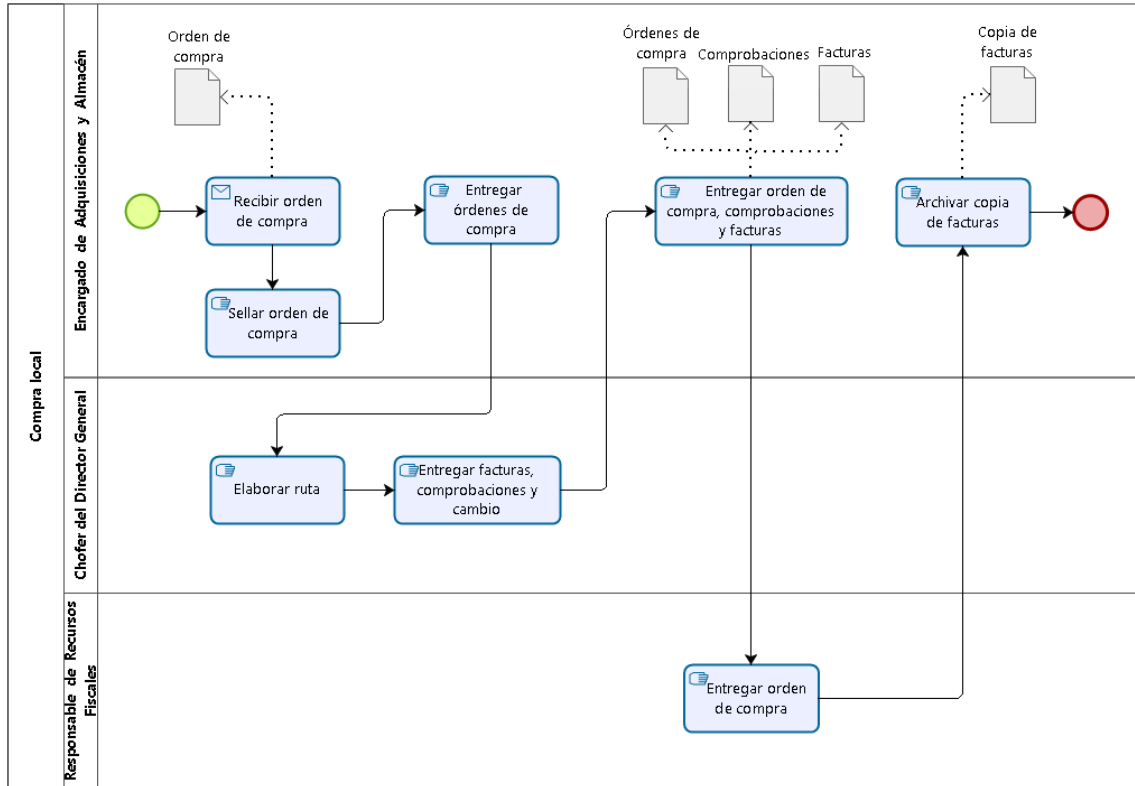 Compra local
Encargado de Adquisiciones y Almacén
Orden de
compra
Órdenes de
compra
Comprobaciones
Facturas
Copia de
facturas
Recibir orden
de compra
Entregar
órdenes de
compra
Entregar orden de
compra, comprobaciones
y facturas
Archivar copia
de facturas
Sellar orden de
compra
Chofer del Director General
Elaborar ruta
Entregar facturas,
comprobaciones y
cambio
Responsable de Recursos
Fiscales
Entregar orden
de compra